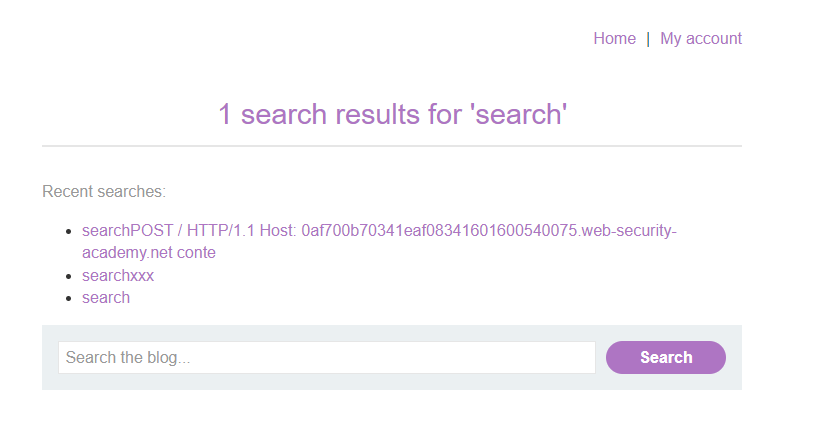 Home | My account
1 search results for 'search'
Recent searches:
searchPOST / HTTP/1.1 Host: 0af700b70341eaf08341601600540075.web-security-
academy.net conte
searchxxx
search
Search the blog... Search